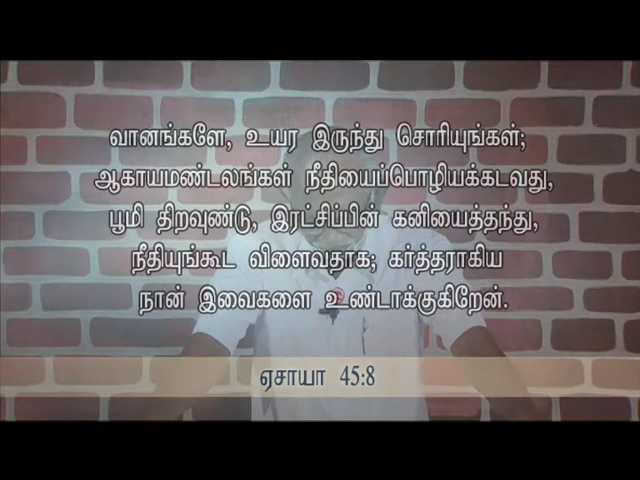 வானங்களே, உயர இருந்து சொரியுங்கள்;
ஆகாயமண்டலங்கள் நீதியைப்பொழியக்கடவது,
பூமி திறவுண்டு, இரட்சிப்பின் கனியைத்தந்து,
நீதியுங்கூட விளைவதாக; கர்த்தராகிய
நான் இவைகளை உண்டாக்குகிறேன்.
ஏசாயா 45:8